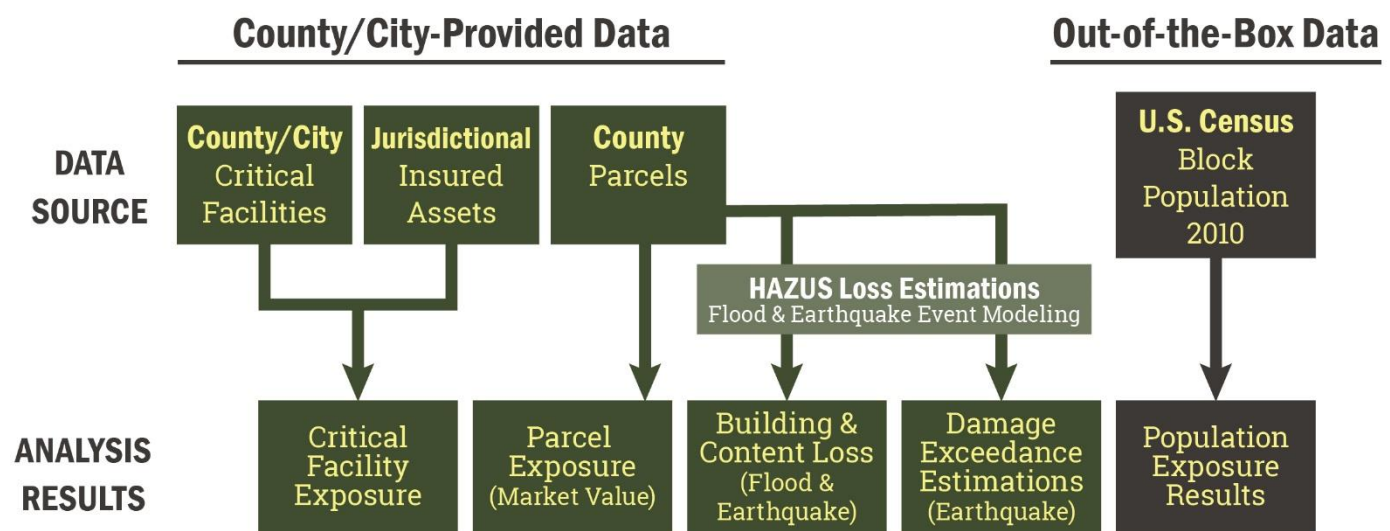 County/City-Provided Data
Out-of-the-Box Data
DATA
SOURCE
County/City
Critical
Facilities
Jurisdictional
Insured
Assets
County
Parcels
U.S. Census
Block
Population
2010
HAZUS Loss Estimations
Flood & Earthquake Event Modeling
ANALYSIS
RESULTS
Critical
Facility
Exposure
Parcel
Exposure
(Market Value)
Building &
Content Loss
(Flood &
Earthquake)
Damage
Exceedance
Estimations
(Earthquake)
Population
Exposure
Results